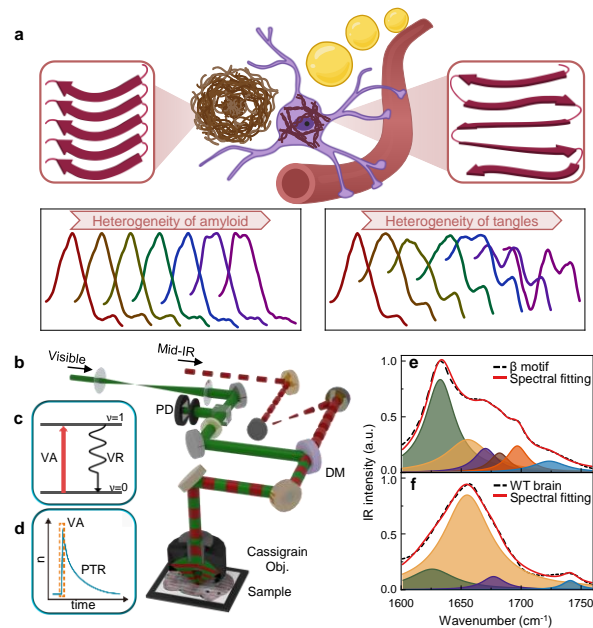 a
Heterogeneity of amyloid
Heterogeneity of tangles
b
Visible
Mid-IR
PD
DM
Cassigrain
Obj.
Sample
c
ν=1
VA
VR
ν=0
d
VA
n
PTR
time
e
β motif
Spectral fitting
1.0
0.5
0.0
f
WT brain
Spectral fitting
1.0
0.5
0.0
IR intensity (a.u.)
1600
1650
1700
1750
Wavenumber (cm⁻¹)